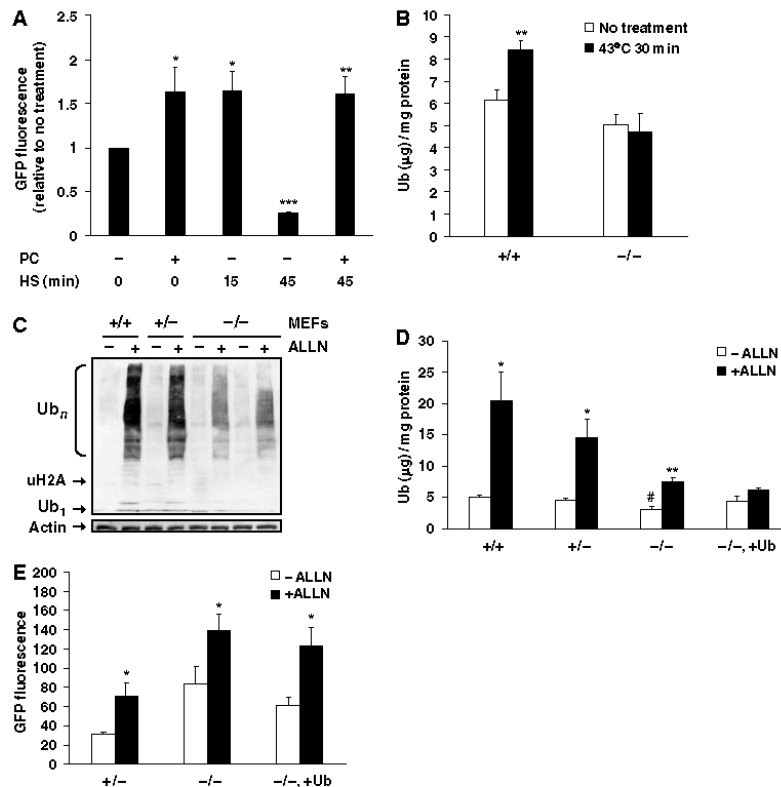 A
GFP fluorescence
(relative to no treatment)
2.5
2
1.5
1
0.5
0
* * *** **
PC – + – – +
HS (min) 0 0 15 45 45
B
Ub (μg) / mg protein
10
9
8
7
6
5
4
3
2
1
0
No treatment
43°C 30 min
**
+/+ –/–
C
+/+ +/– –/– MEFs
– + – + – + – + ALLN
Ubn
uH2A
Ub1
Actin
D
Ub (μg) / mg protein
30
25
20
15
10
5
0
– ALLN
+ALLN
* * # **
+/+ +/– –/– –/–, +Ub
E
GFP fluorescence
200
180
160
140
120
100
80
60
40
20
0
– ALLN
+ALLN
* * *
+/– –/– –/–, +Ub